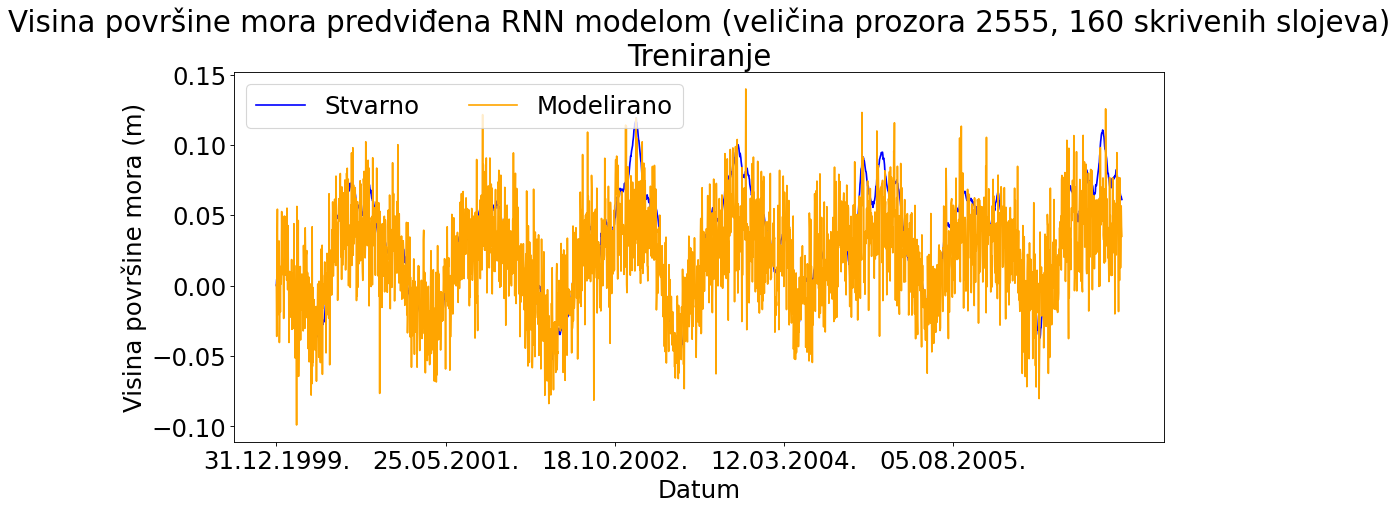 Visina površine mora predviđena RNN modelom (veličina prozora 2555, 160 skrivenih slojeva)
Treniranje
Stvarno Modelirano
Visina površine mora (m)
0.15
0.10
0.05
0.00
−0.05
−0.10
31.12.1999. 25.05.2001. 18.10.2002. 12.03.2004. 05.08.2005.
Datum